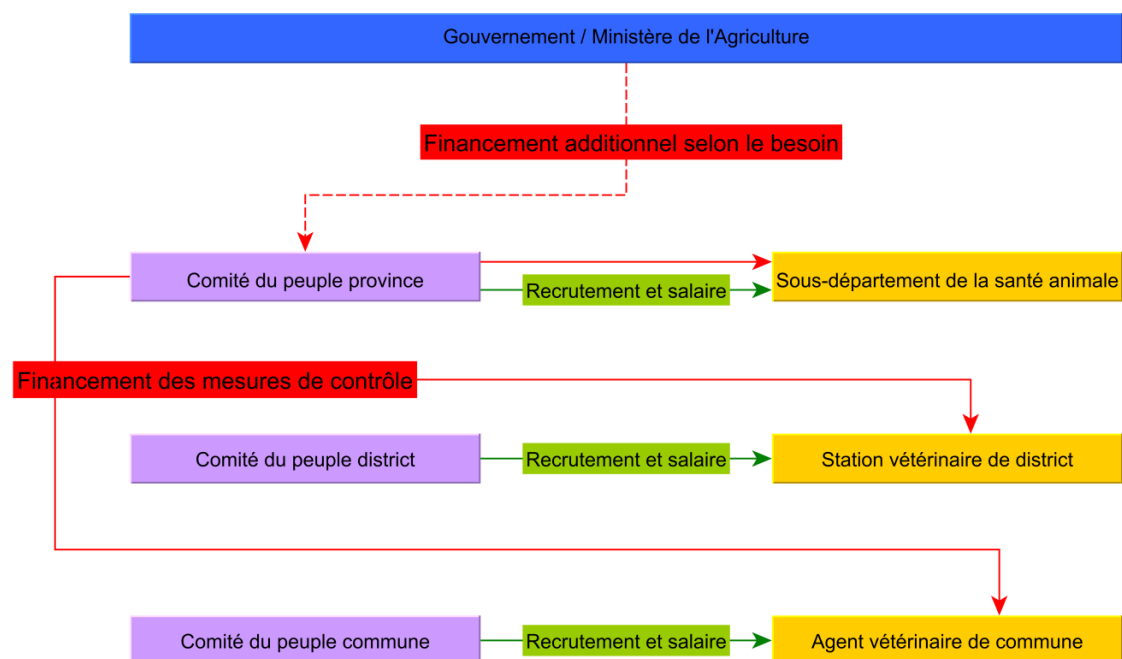 Gouvernement / Ministère de l'Agriculture
Financement additionnel selon le besoin
Comité du peuple province
Recrutement et salaire
Sous-département de la santé animale
Financement des mesures de contrôle
Comité du peuple district
Recrutement et salaire
Station vétérinaire de district
Comité du peuple commune
Recrutement et salaire
Agent vétérinaire de commune